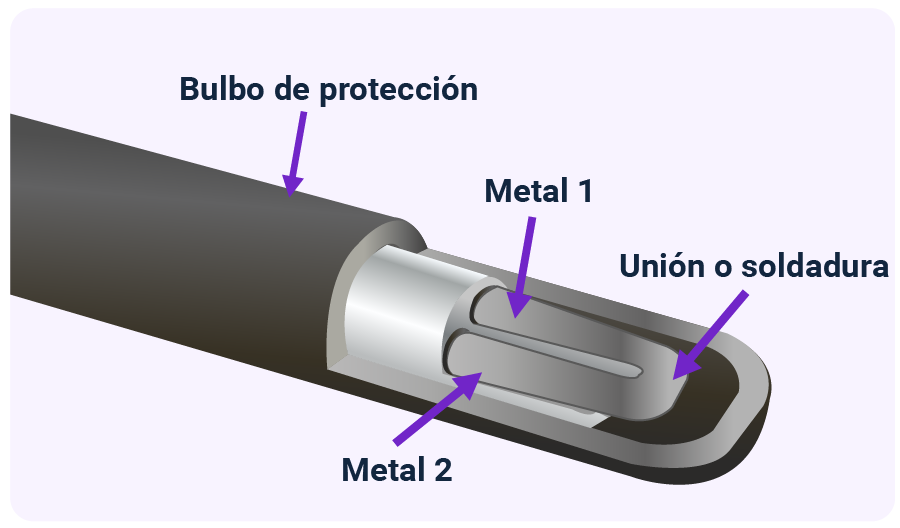 Bulbo de protección
Metal 1
Unión o soldadura
Metal 2